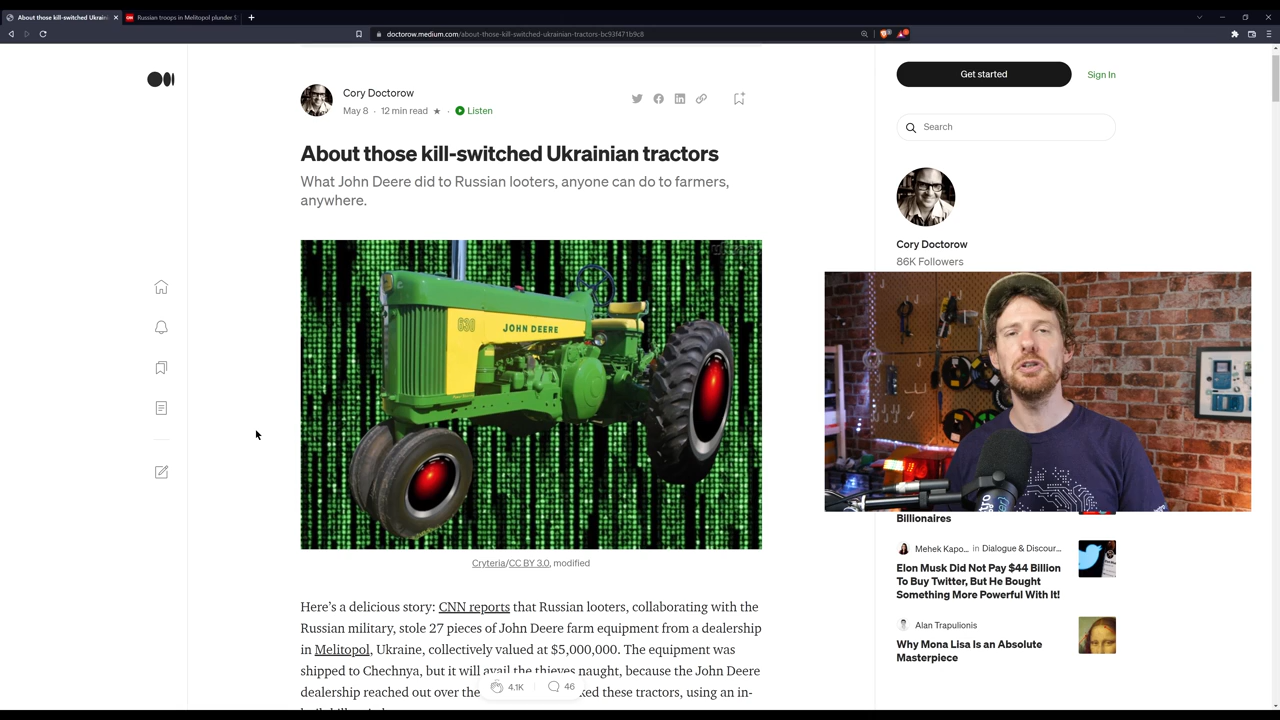 About those kill-switched Ukrain
Russian troops in Melitopol plunder $
doctorow.medium.com/about-those-kill-switched-ukrainian-tractors-bc93f471b9c8
Cory Doctorow
May 8 · 12 min read
Listen
About those kill-switched Ukrainian tractors
What John Deere did to Russian looters, anyone can do to farmers,
anywhere.
630
JOHN DEERE
Cryteria/CC BY 3.0, modified
Here’s a delicious story: CNN reports that Russian looters, collaborating with the
Russian military, stole 27 pieces of John Deere farm equipment from a dealership
in Melitopol, Ukraine, collectively valued at $5,000,000. The equipment was
shipped to Chechnya, but it will avail the thieves naught, because the John Deere
dealership reached out over the ked these tractors, using an in-
4.1K
46
Get started
Sign In
Search
Cory Doctorow
86K Followers
Billionaires
Mehek Kapo... in Dialogue & Discour...
Elon Musk Did Not Pay $44 Billion
To Buy Twitter, But He Bought
Something More Powerful With It!
Alan Trapulionis
Why Mona Lisa Is an Absolute
Masterpiece